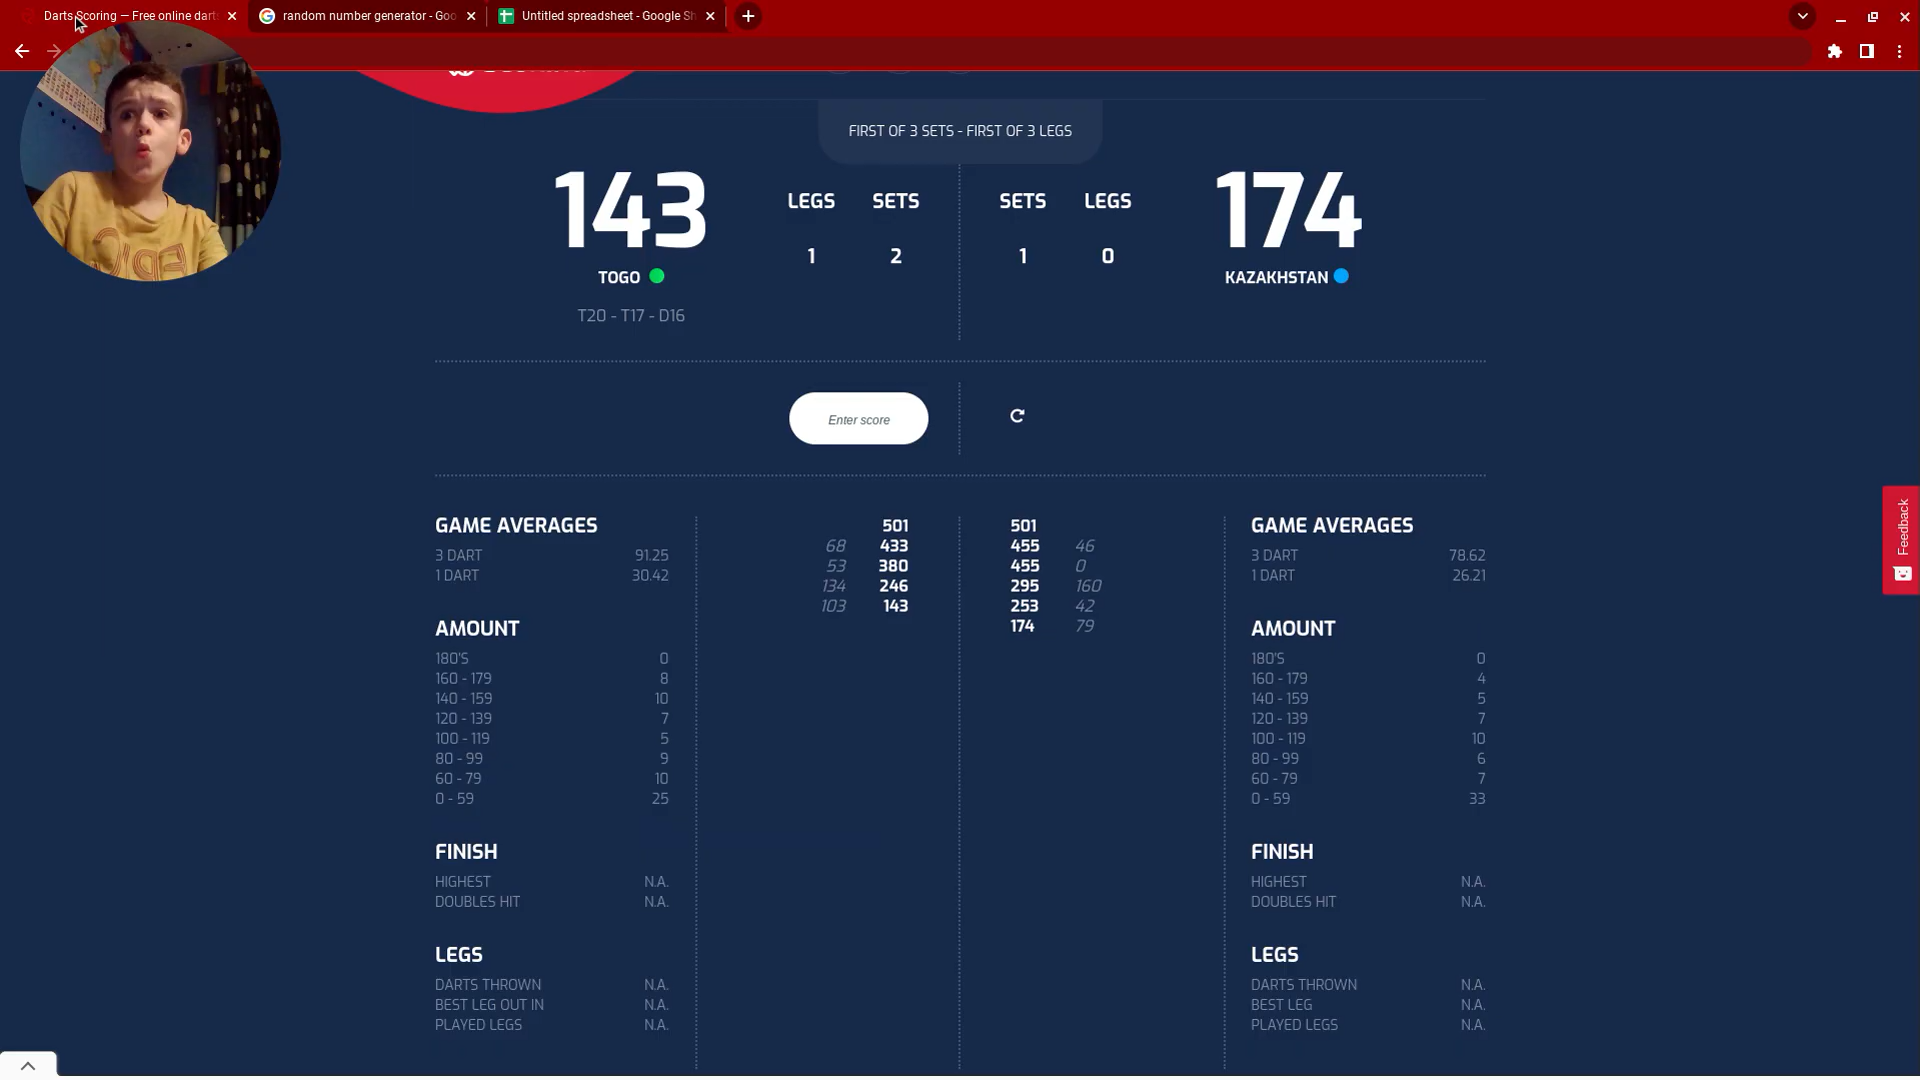 Darts Scoring — Free online dart
random number generator - Goo
Untitled spreadsheet - Google Sh
FIRST OF 3 SETS - FIRST OF 3 LEGS
143
LEGS SETS
SETS LEGS
174
1 2
1 0
TOGO
KAZAKHSTAN
T20 - T17 - D16
Enter score
GAME AVERAGES
3 DART 91.25
1 DART 30.42
AMOUNT
180'S 0
160 - 179 8
140 - 159 10
120 - 139 7
100 - 119 5
80 - 99 9
60 - 79 10
0 - 59 25
FINISH
HIGHEST N.A.
DOUBLES HIT N.A.
LEGS
DARTS THROWN N.A.
BEST LEG OUT IN N.A.
PLAYED LEGS N.A.
501
68 433
53 380
134 246
103 143
501
455 46
455 0
295 160
253 42
174 79
GAME AVERAGES
3 DART 78.62
1 DART 26.21
AMOUNT
180'S 0
160 - 179 4
140 - 159 5
120 - 139 7
100 - 119 10
80 - 99 6
60 - 79 7
0 - 59 33
FINISH
HIGHEST N.A.
DOUBLES HIT N.A.
LEGS
DARTS THROWN N.A.
BEST LEG N.A.
PLAYED LEGS N.A.
Feedback